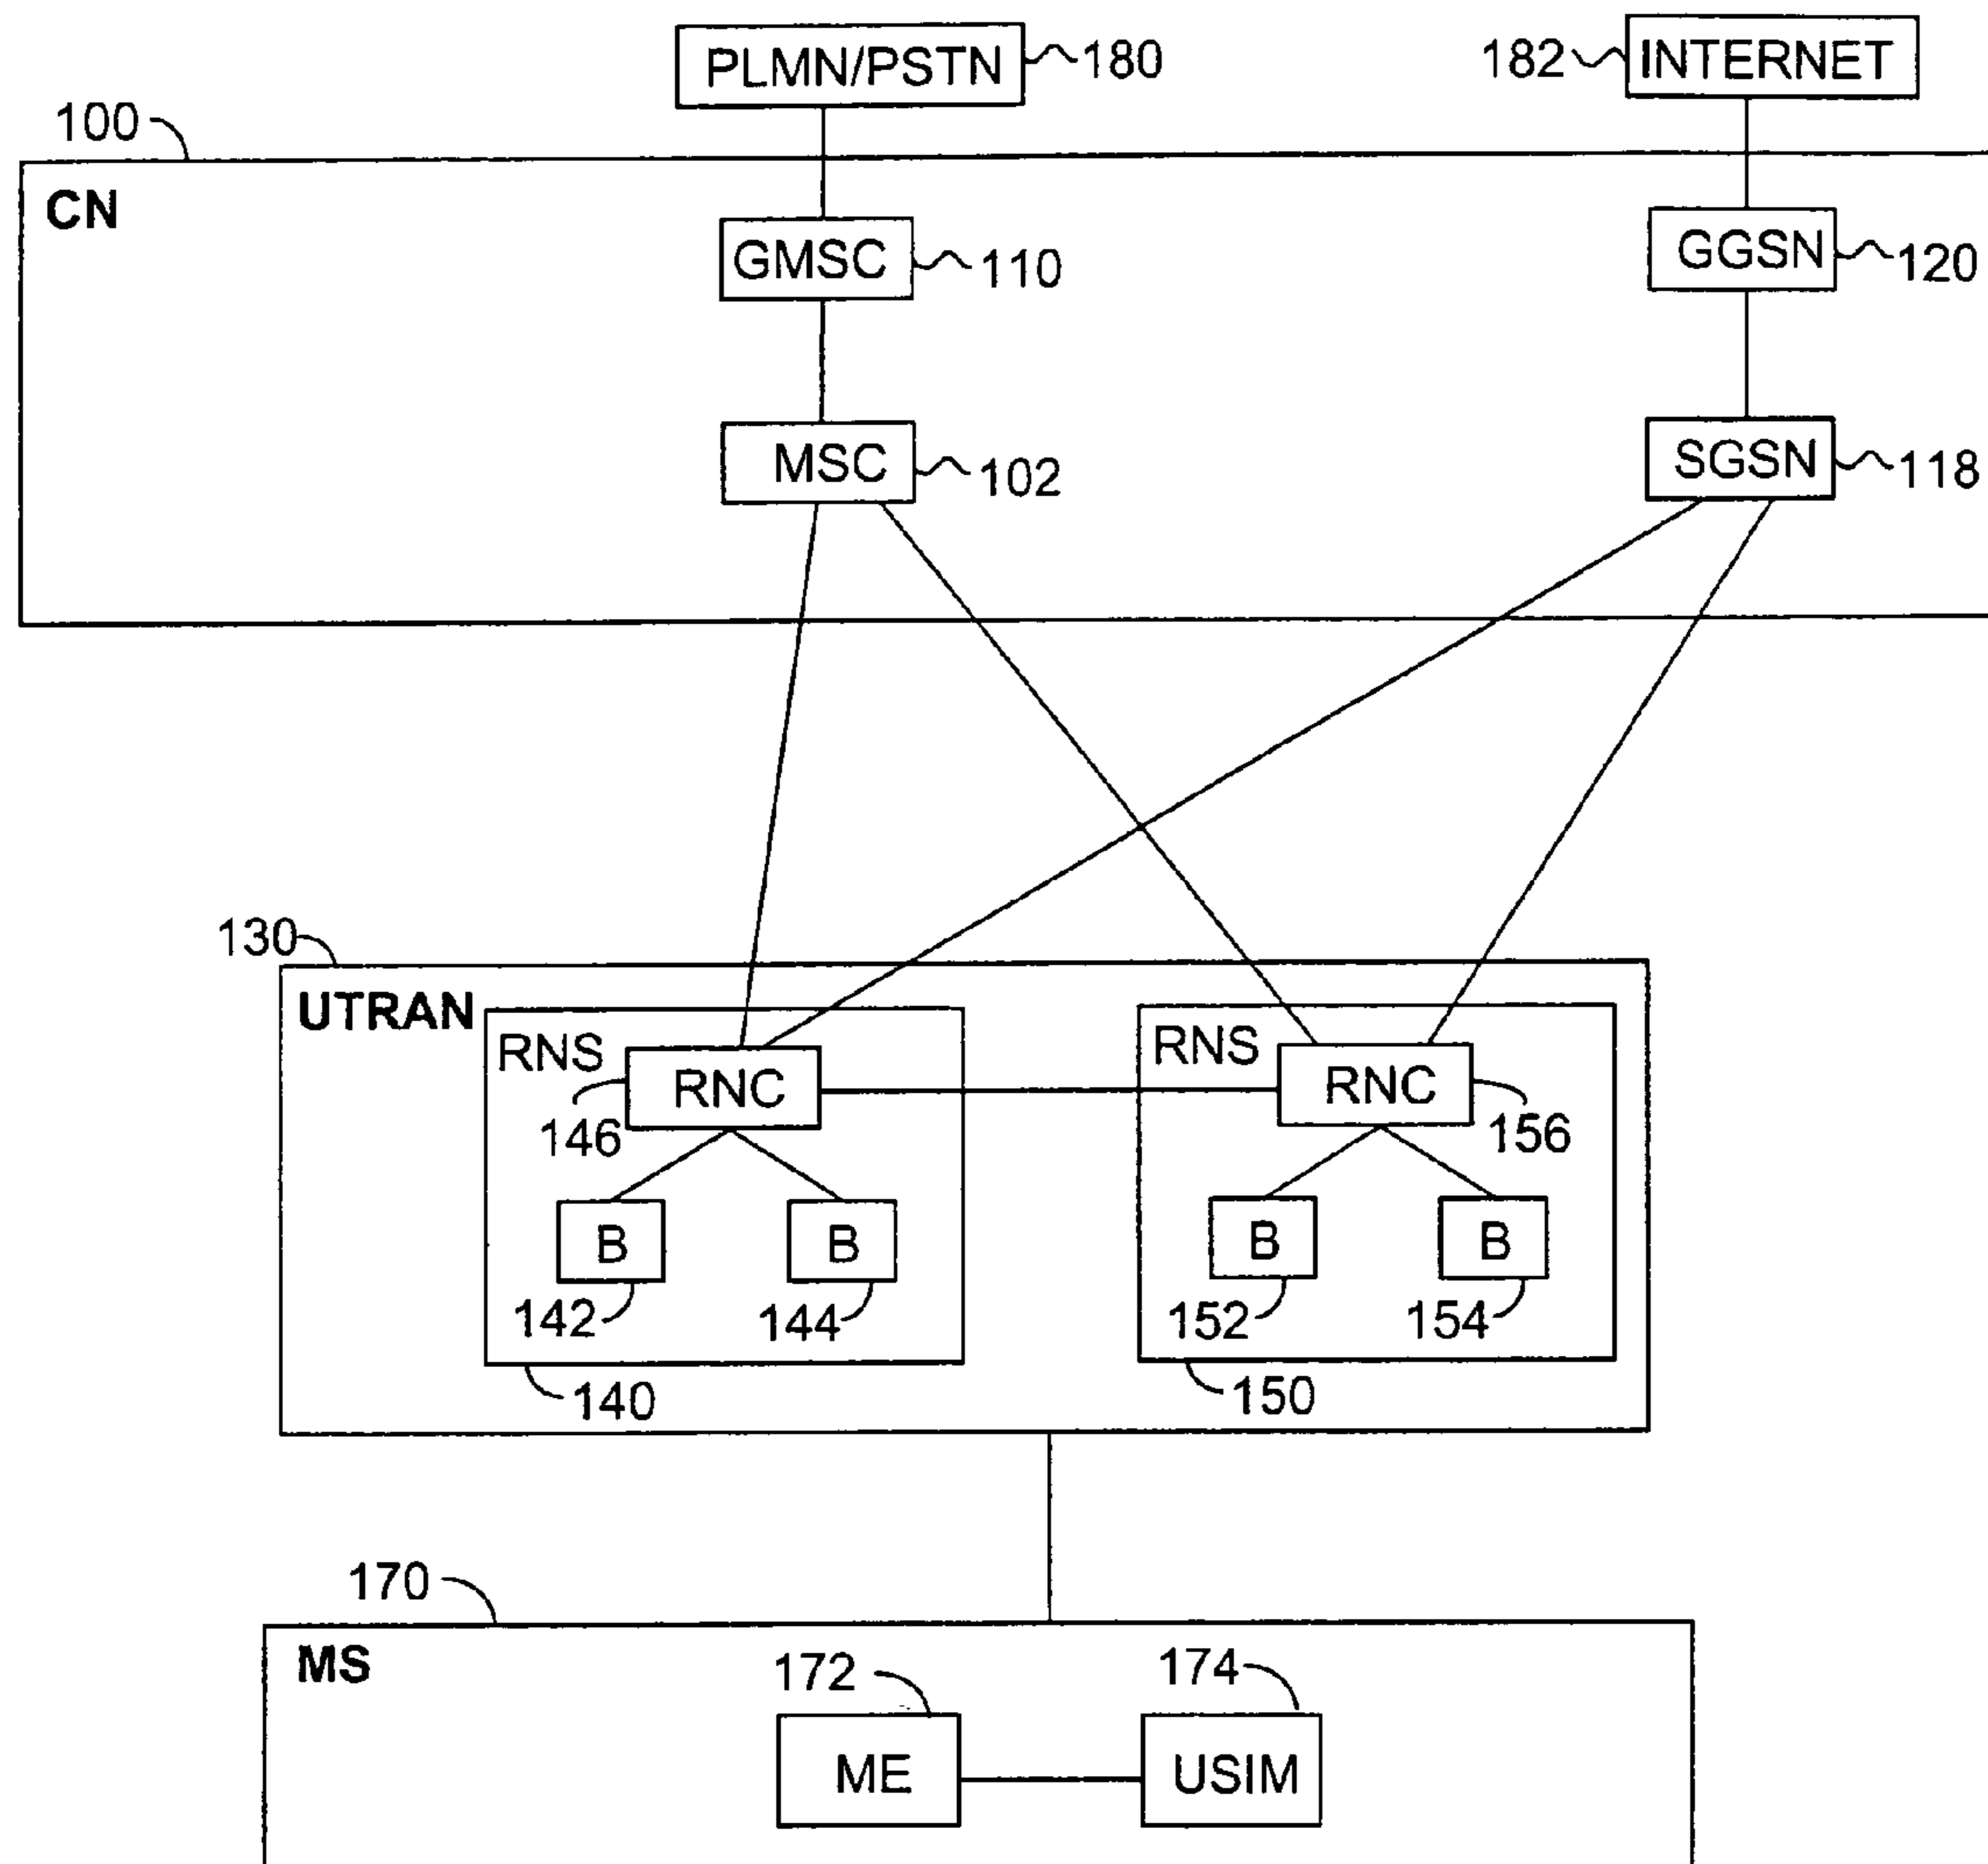 PLMN/PSTN 180
182 INTERNET
100
CN
GMSC 110
GGSN 120
MSC 102
SGSN 118
130
UTRAN
RNS
RNC
146
B
B
142
144
140
RNS
RNC
156
B
B
152
154
150
170
MS
172
174
ME
USIM